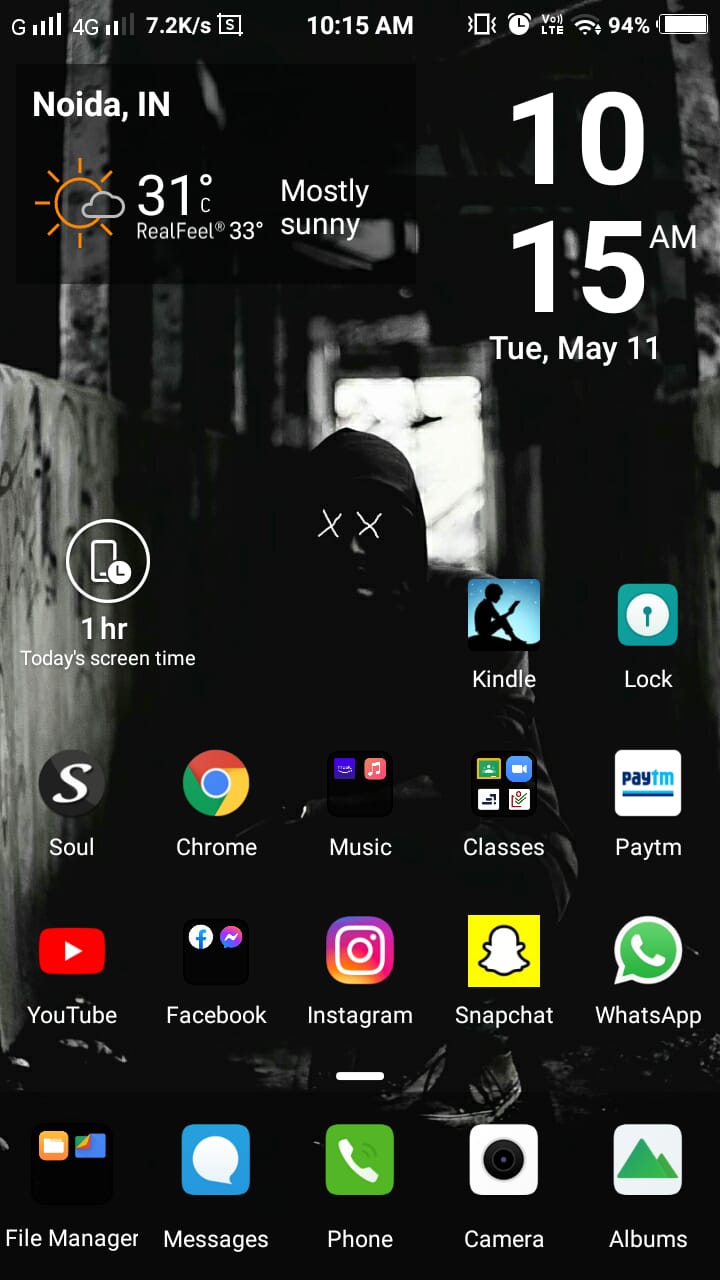 G 4G 7.2K/s S 10:15 AM Vo)) LTE 94%
Noida, IN
31°C
RealFeel® 33°
Mostly
sunny
10
15 AM
Tue, May 11
1 hr
Today's screen time
Kindle Lock
S paytm
Soul Chrome Music Classes Paytm
YouTube Facebook Instagram Snapchat WhatsApp
File Manager Messages Phone Camera Albums